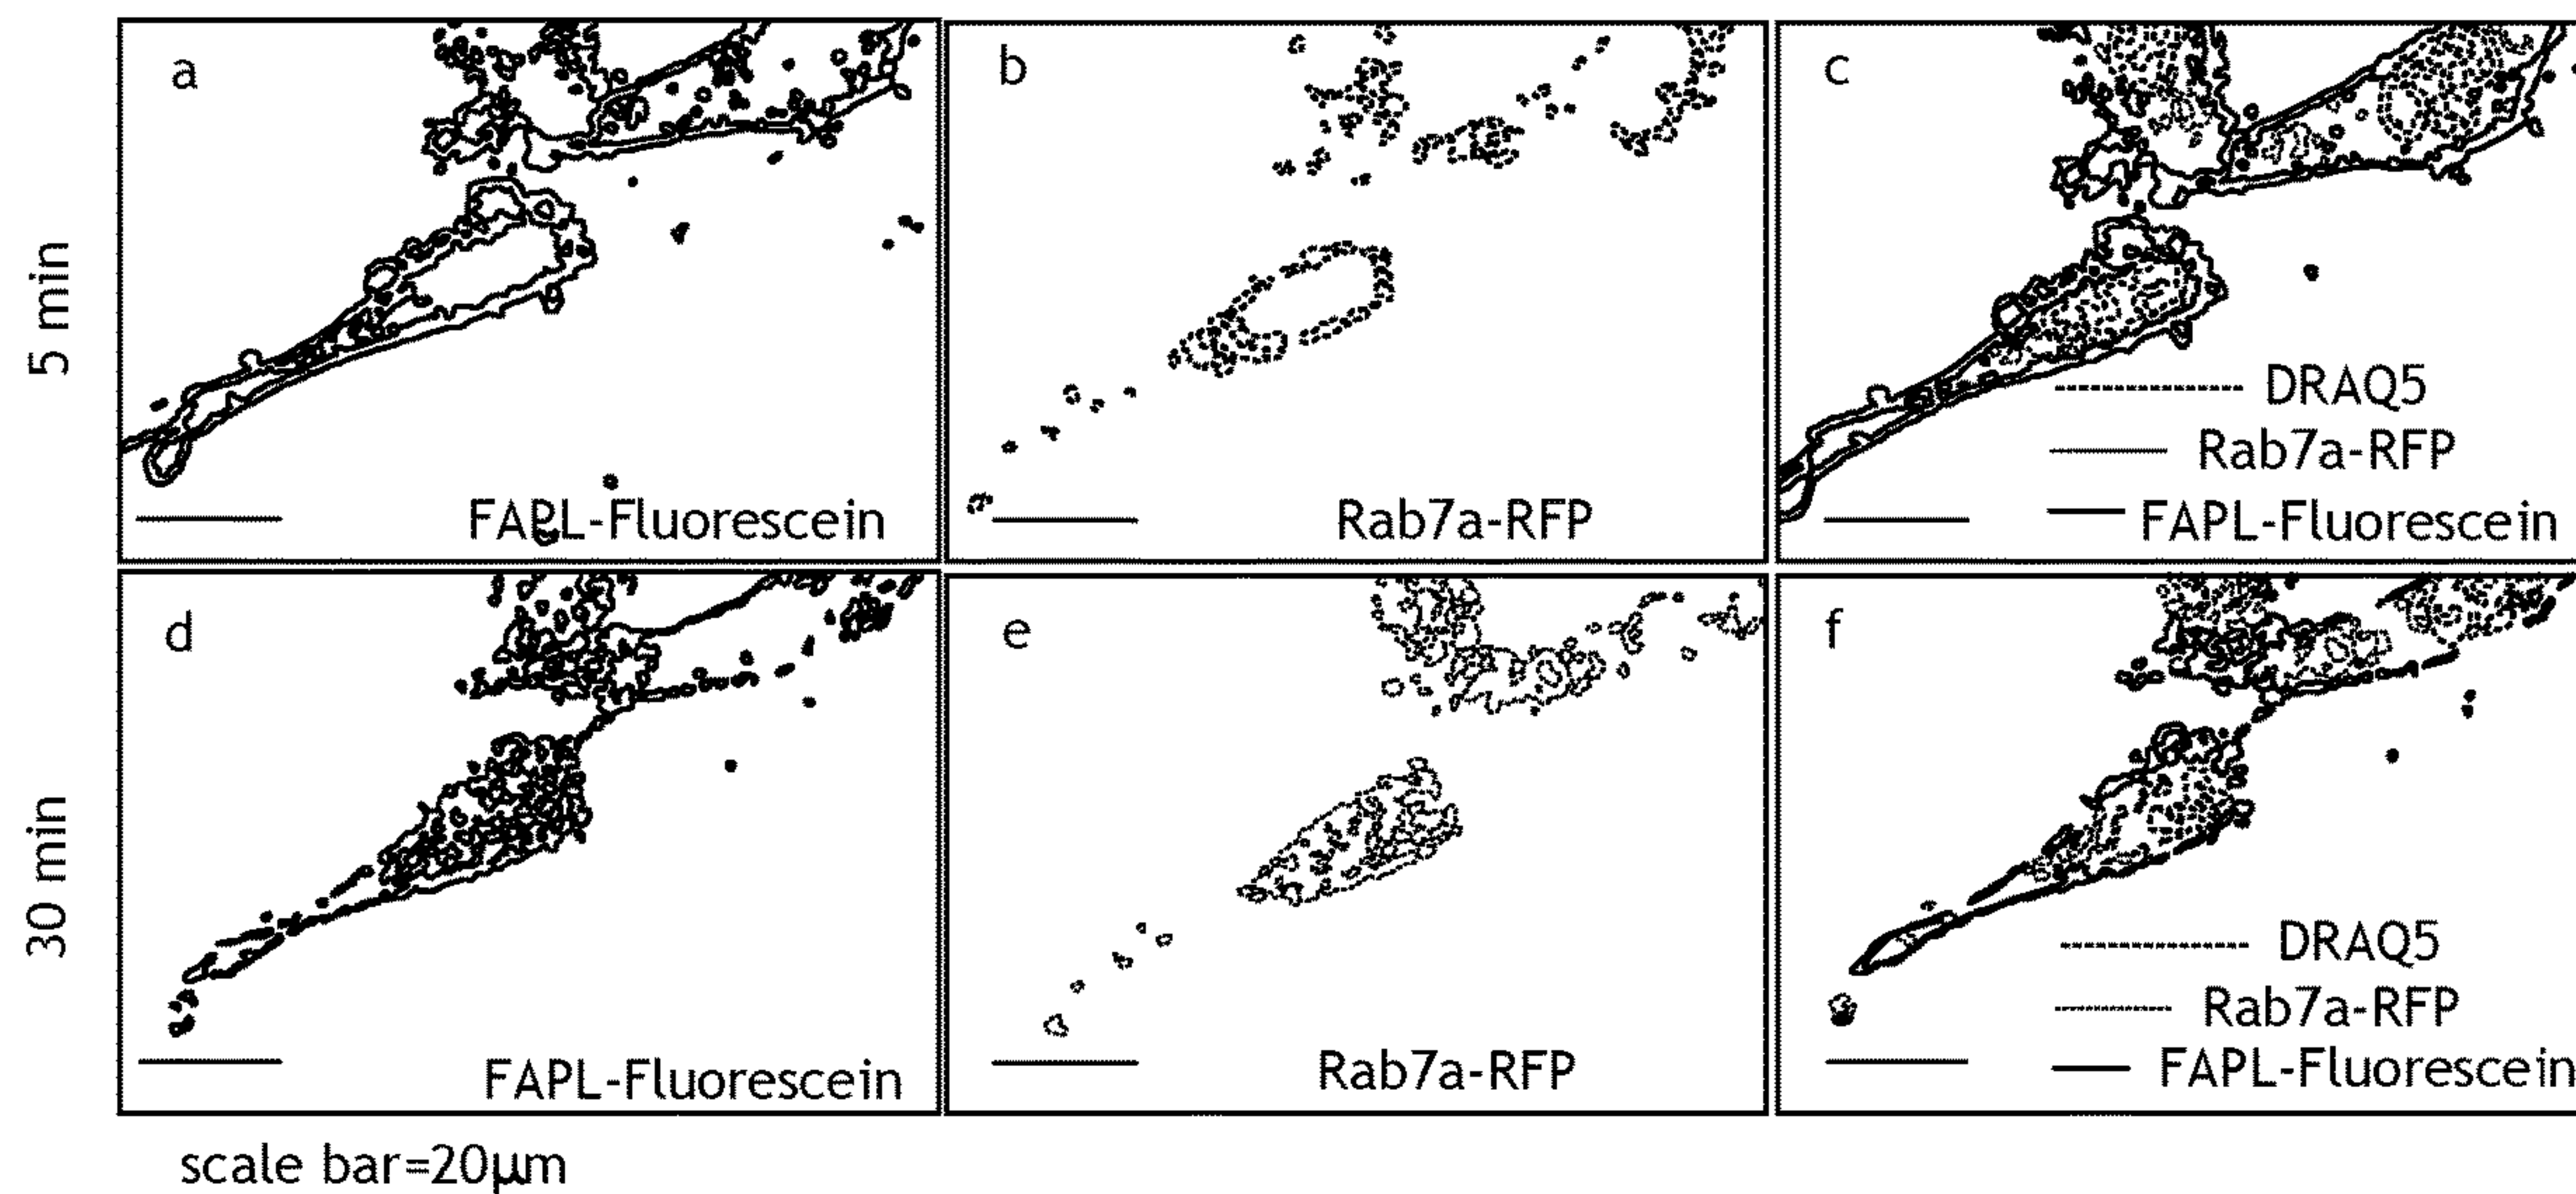 5 min
a
FAPL-Fluorescein
b
Rab7a-RFP
c
DRAQ5
Rab7a-RFP
FAPL-Fluorescein
30 min
d
FAPL-Fluorescein
e
Rab7a-RFP
f
DRAQ5
Rab7a-RFP
FAPL-Fluorescein
scale bar=20μm